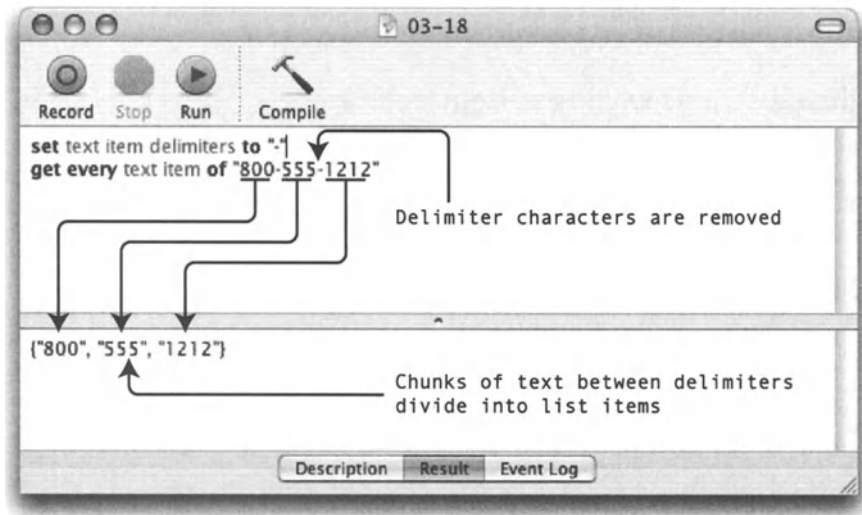 03-18
Record Stop Run Compile
set text item delimiters to "-"
get every text item of "800-555-1212"
Delimiter characters are removed
{"800", "555", "1212"}
Chunks of text between delimiters
divide into list items
Description Result Event Log